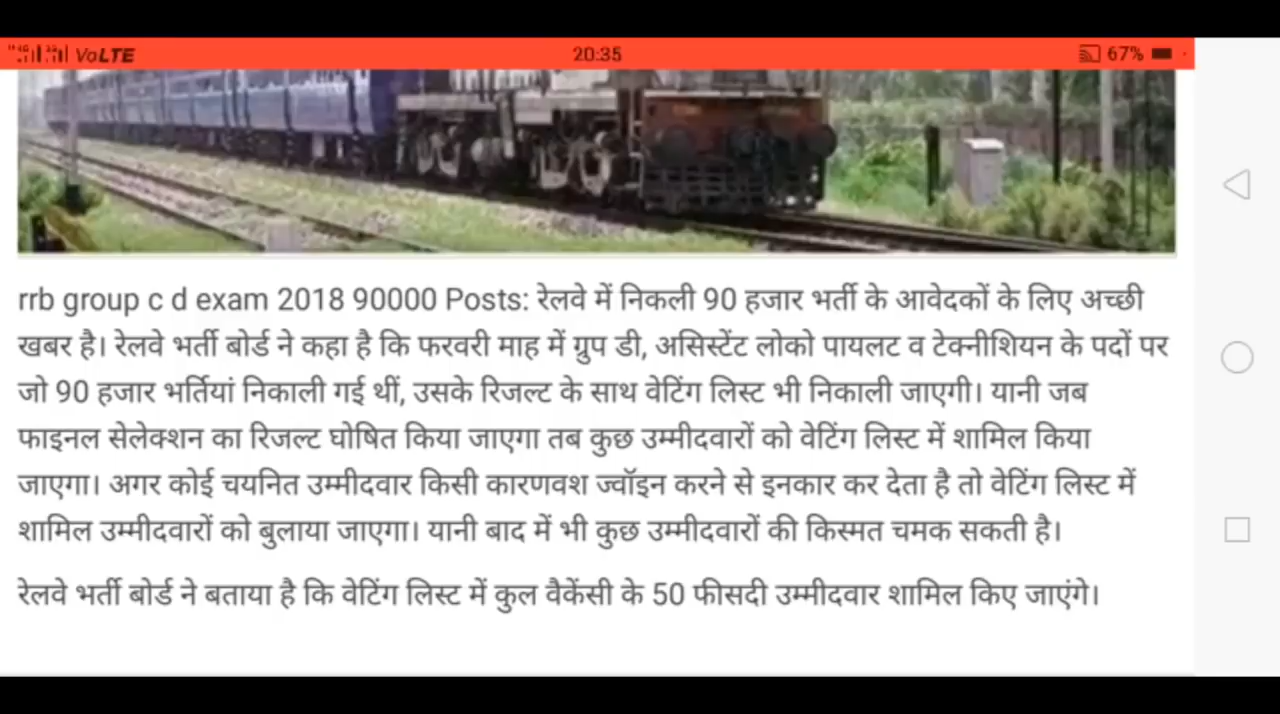 VoLTE 20:35 67%
rrb group c d exam 2018 90000 Posts: रेलवे में निकली 90 हजार भर्ती के आवेदकों के लिए अच्छी
खबर है। रेलवे भर्ती बोर्ड ने कहा है कि फरवरी माह में ग्रुप डी, असिस्टेंट लोको पायलट व टेक्नीशियन के पदों पर
जो 90 हजार भर्तियां निकाली गई थीं, उसके रिजल्ट के साथ वेटिंग लिस्ट भी निकाली जाएगी। यानी जब
फाइनल सेलेक्शन का रिजल्ट घोषित किया जाएगा तब कुछ उम्मीदवारों को वेटिंग लिस्ट में शामिल किया
जाएगा। अगर कोई चयनित उम्मीदवार किसी कारणवश ज्वॉइन करने से इनकार कर देता है तो वेटिंग लिस्ट में
शामिल उम्मीदवारों को बुलाया जाएगा। यानी बाद में भी कुछ उम्मीदवारों की किस्मत चमक सकती है।
रेलवे भर्ती बोर्ड ने बताया है कि वेटिंग लिस्ट में कुल वैकेंसी के 50 फीसदी उम्मीदवार शामिल किए जाएंगे।